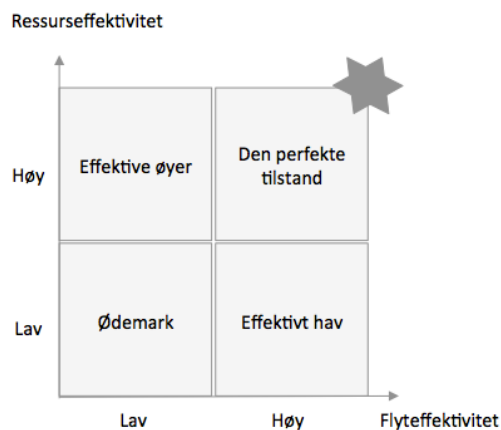 Ressurseffektivitet
Høy
Effektive øyer
Den perfekte
tilstand
Lav
Ødemark
Effektivt hav
Lav
Høy
Flyteffektivitet